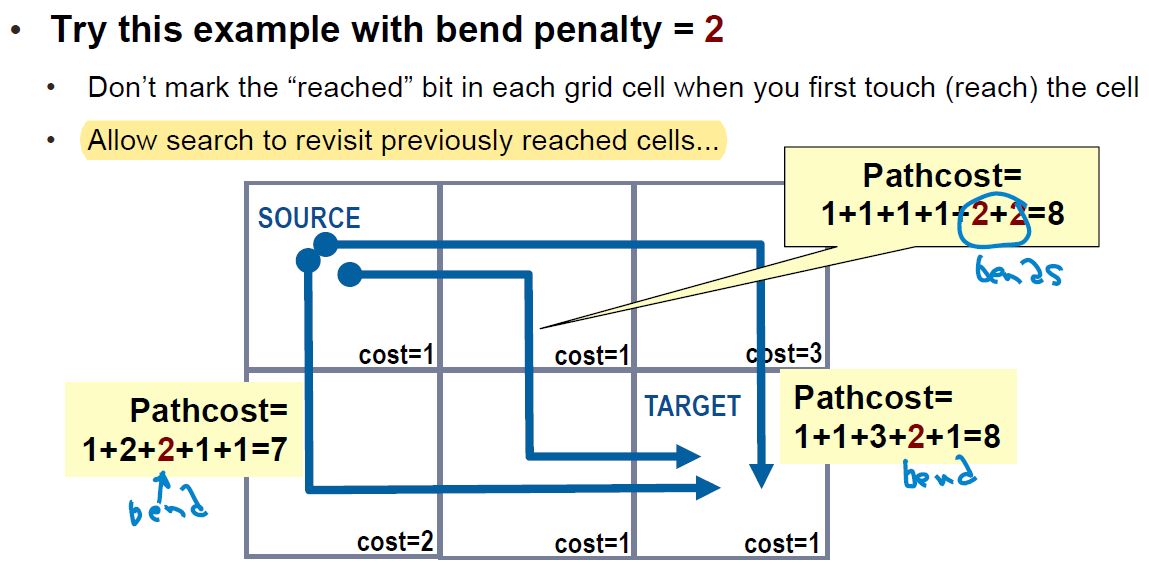 • Try this example with bend penalty = 2
• Don’t mark the “reached” bit in each grid cell when you first touch (reach) the cell
• Allow search to revisit previously reached cells...
Pathcost=
1+1+1+1+2+2=8
bends
SOURCE
cost=1
cost=1
cost=3
Pathcost=
1+2+2+1+1=7
bend
TARGET
Pathcost=
1+1+3+2+1=8
bend
cost=2
cost=1
cost=1